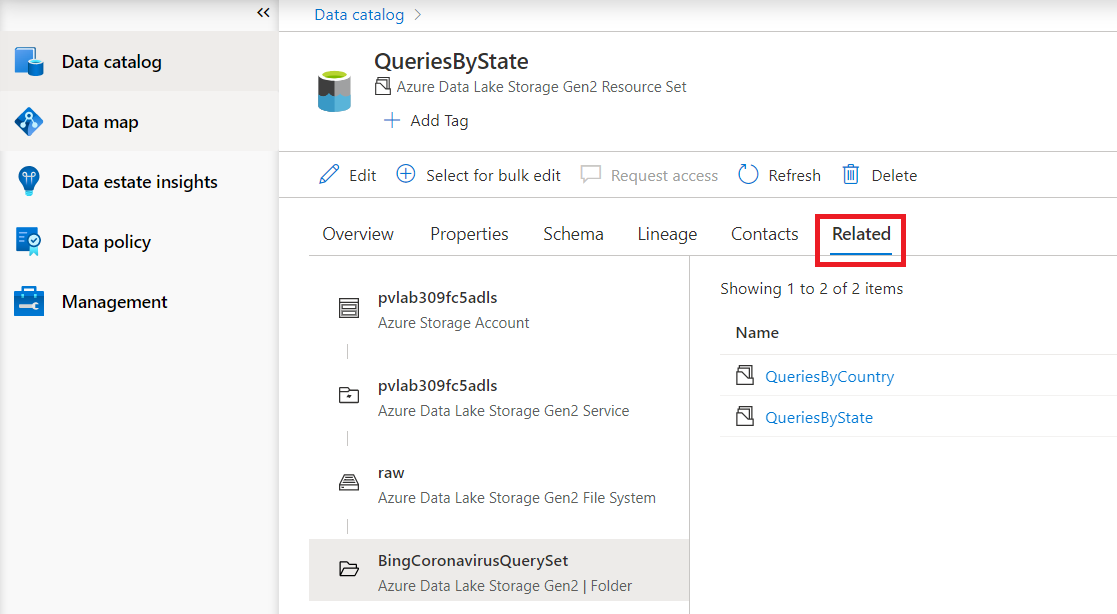 Data catalog
Data map
Data estate insights
Data policy
Management
Data catalog
QueriesByState
Azure Data Lake Storage Gen2 Resource Set
Add Tag
Edit Select for bulk edit Request access Refresh Delete
Overview Properties Schema Lineage Contacts Related
pvlab309fc5adls
Azure Storage Account
pvlab309fc5adls
Azure Data Lake Storage Gen2 Service
raw
Azure Data Lake Storage Gen2 File System
BingCoronavirusQuerySet
Azure Data Lake Storage Gen2 | Folder
Showing 1 to 2 of 2 items
Name
QueriesByCountry
QueriesByState